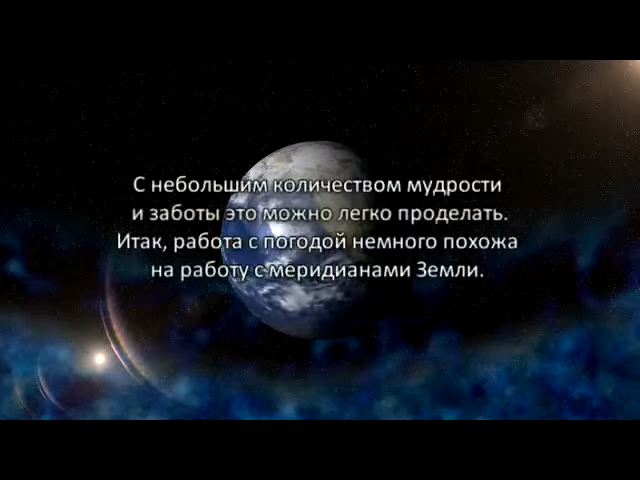 С небольшим количеством мудрости
и заботы это можно легко проделать.
Итак, работа с погодой немного похожа
на работу с меридианами Земли.